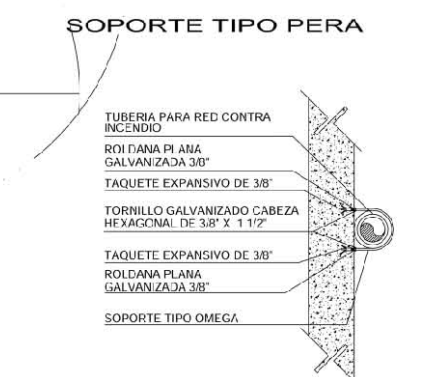 SOPORTE TIPO PERA
TUBERIA PARA RED CONTRA
INCENDIO
ROLDANA PLANA
GALVANIZADA 3/8"
TAQUETE EXPANSIVO DE 3/8"
TORNILLO GALVANIZADO CABEZA
HEXAGONAL DE 3/8" X 1 1/2"
TAQUETE EXPANSIVO DE 3/8"
ROLDANA PLANA
GALVANIZADA 3/8"
SOPORTE TIPO OMEGA